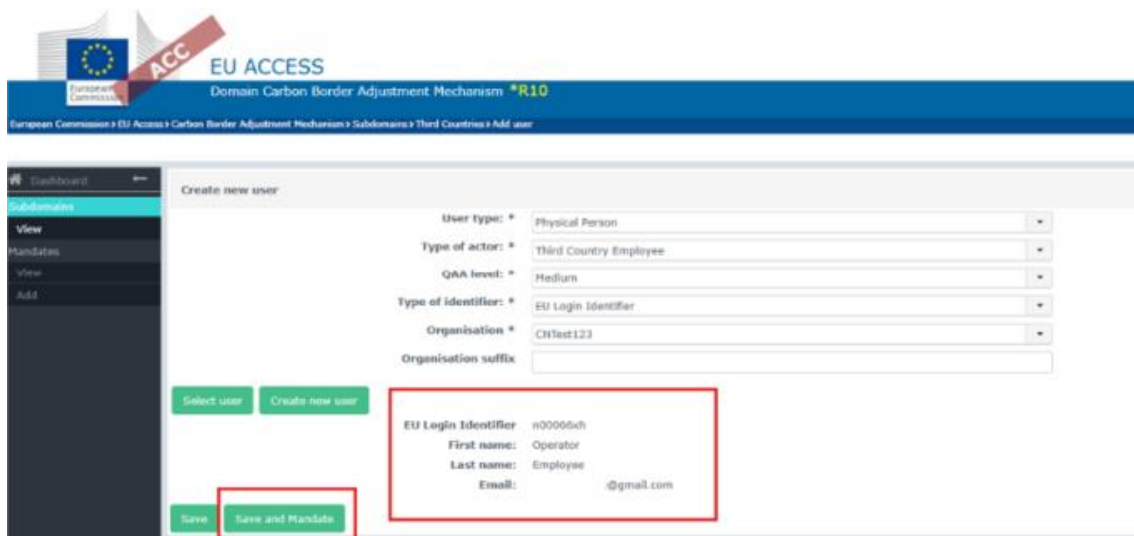 ACC
EU ACCESS
European
Commission
Domain Carbon Border Adjustment Mechanism *R10
European Commission > EU Access > Carbon Border Adjustment Mechanism > Subdomains > Third Countries > Add user
Dashboard
Create new user
Subdomains
View
Mandates
View
Add
User type: * Physical Person
Type of actor: * Third Country Employee
QAA level: * Medium
Type of identifier: * EU Login Identifier
Organisation * CNTest123
Organisation suffix
Select user Create new user
EU Login Identifier n00066xh
First name: Operator
Last name: Employee
Email: @gmail.com
Save Save and Mandate